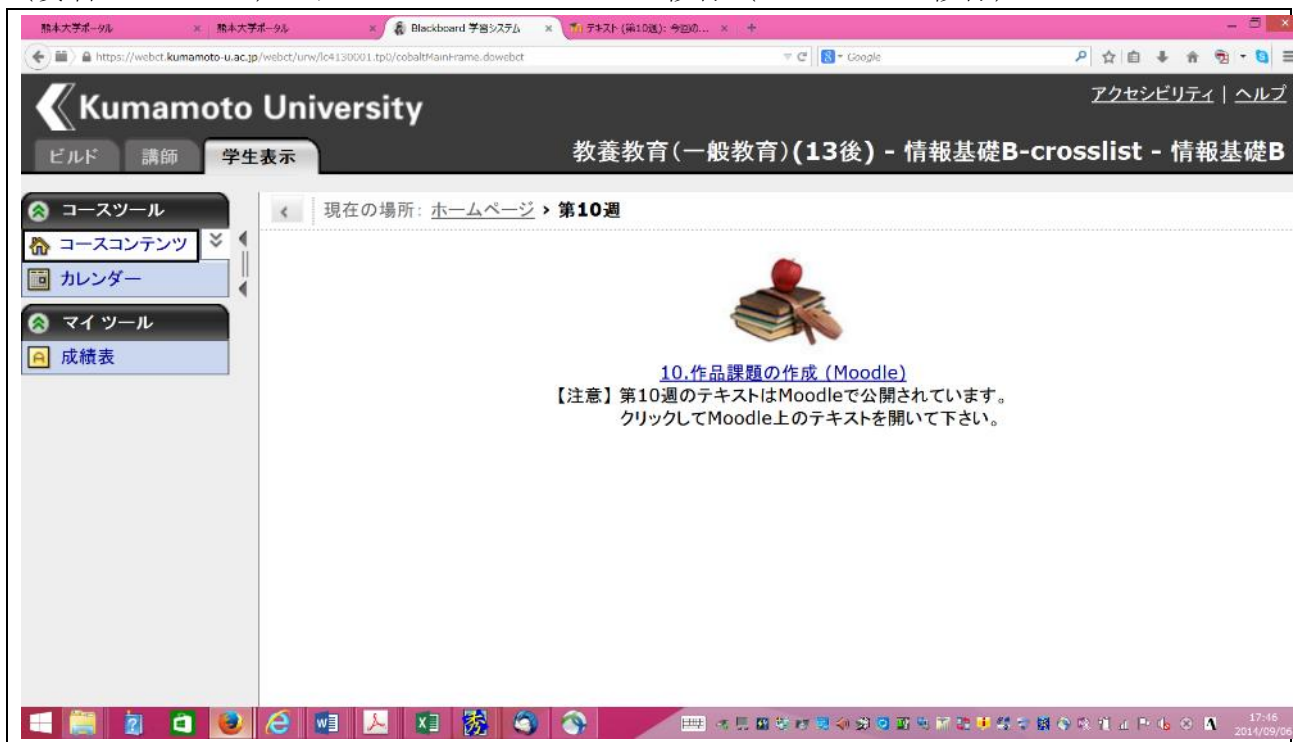 熊本大学ポータル
熊本大学ポータル
Blackboard 学習システム
テキスト (第10週): 今回の...
https://webct.kumamoto-u.ac.jp/webct/urw/lc4130001.tp0/cobaltMainFrame.dowebct
Google
Kumamoto University
アクセシビリティ | ヘルプ
ビルド
講師
学生表示
教養教育(一般教育)(13後) - 情報基礎B-crosslist - 情報基礎B
コースツール
コースコンテンツ
カレンダー
マイ ツール
成績表
現在の場所: ホームページ › 第10週
10.作品課題の作成 (Moodle)
【注意】第10週のテキストはMoodleで公開されています。
クリックしてMoodle上のテキストを開いて下さい。
17:46
2014/09/06